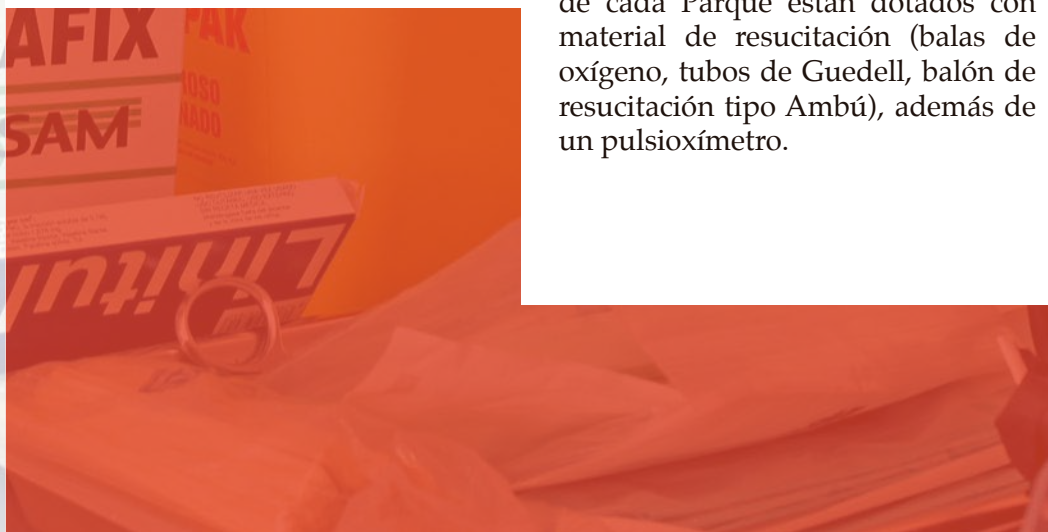 de cada Parque están dotados con
material de resucitación (balas de
oxígeno, tubos de Guedell, balón de
resucitación tipo Ambú), además de
un pulsioxímetro.
AFIX
PAK
SAM
Linitul